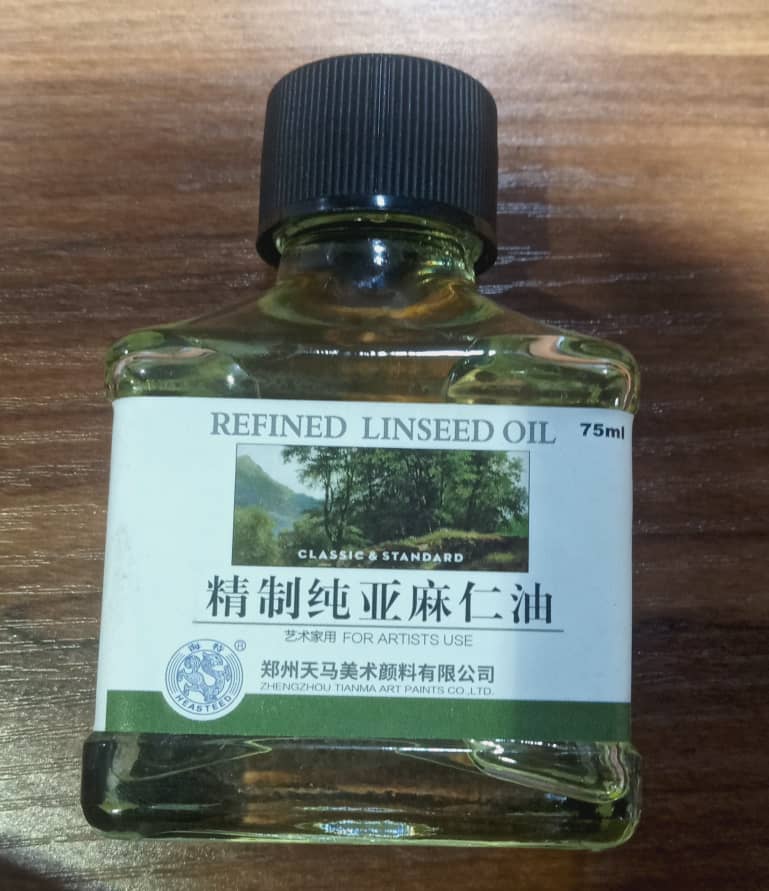 REFINED LINSEED OIL 75ml
CLASSIC & STANDARD
精制纯亚麻仁油
艺术家用 FOR ARTISTS USE
海特 ®
HEASTEED
郑州天马美术颜料有限公司
ZHENGZHOU TIANMA ART PAINTS CO.,LTD.